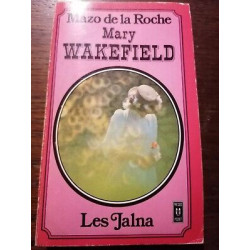 Mazo de la Roche
Mary
WAKEFIELD
Les Jalna